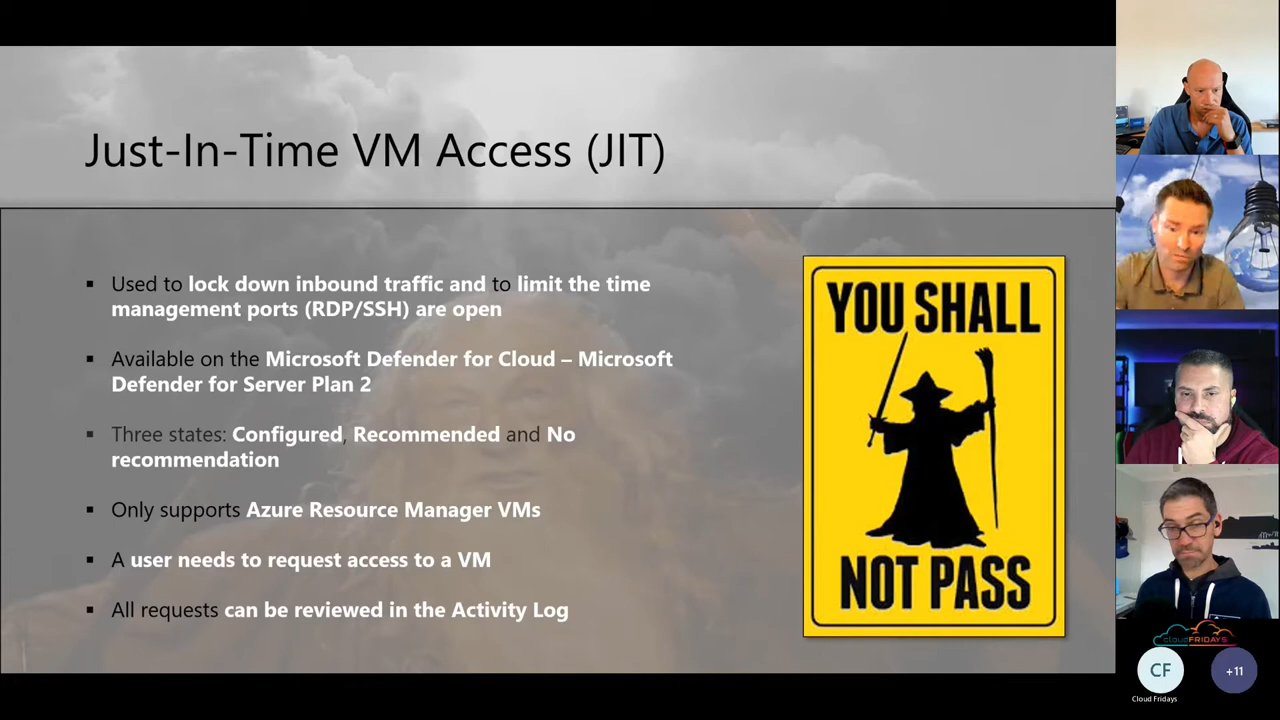 Just-In-Time VM Access (JIT)
▪ Used to lock down inbound traffic and to limit the time
management ports (RDP/SSH) are open
▪ Available on the Microsoft Defender for Cloud – Microsoft
Defender for Server Plan 2
▪ Three states: Configured, Recommended and No
recommendation
▪ Only supports Azure Resource Manager VMs
▪ A user needs to request access to a VM
▪ All requests can be reviewed in the Activity Log
YOU SHALL
NOT PASS
cloudFRIDAYS
CF
+11
Cloud Fridays